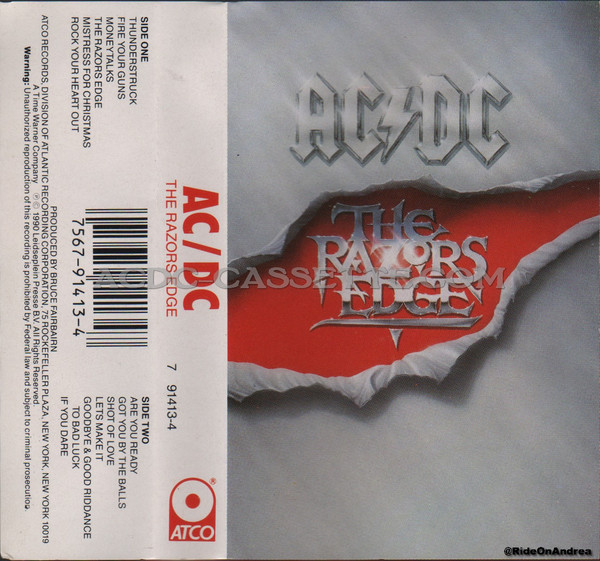 SIDE ONE
THUNDERSTRUCK
FIRE YOUR GUNS
MONEYTALKS
THE RAZORS EDGE
MISTRESS FOR CHRISTMAS
ROCK YOUR HEART OUT
SIDE TWO
ARE YOU READY
GOT YOU BY THE BALLS
SHOT OF LOVE
LETS MAKE IT
GOODBYE & GOOD RIDDANCE
TO BAD LUCK
IF YOU DARE
7567-91413-4
PRODUCED BY BRUCE FAIRBAIRN
ATCO RECORDS, DIVISION OF ATLANTIC RECORDING CORPORATION, 75 ROCKEFELLER PLAZA, NEW YORK, NEW YORK 10019
A Time Warner Company ℗© 1990 Leidseplein Presse B.V. All Rights Reserved.
Warning: Unauthorized reproduction of this recording is prohibited by Federal law and subject to criminal prosecution.
AC/DC
THE RAZORS EDGE
7 91413-4
ATCO
®
AC DC
THE
RAZORS
EDGE
ACDC-CASSETTE.COM
@RideOnAndrea